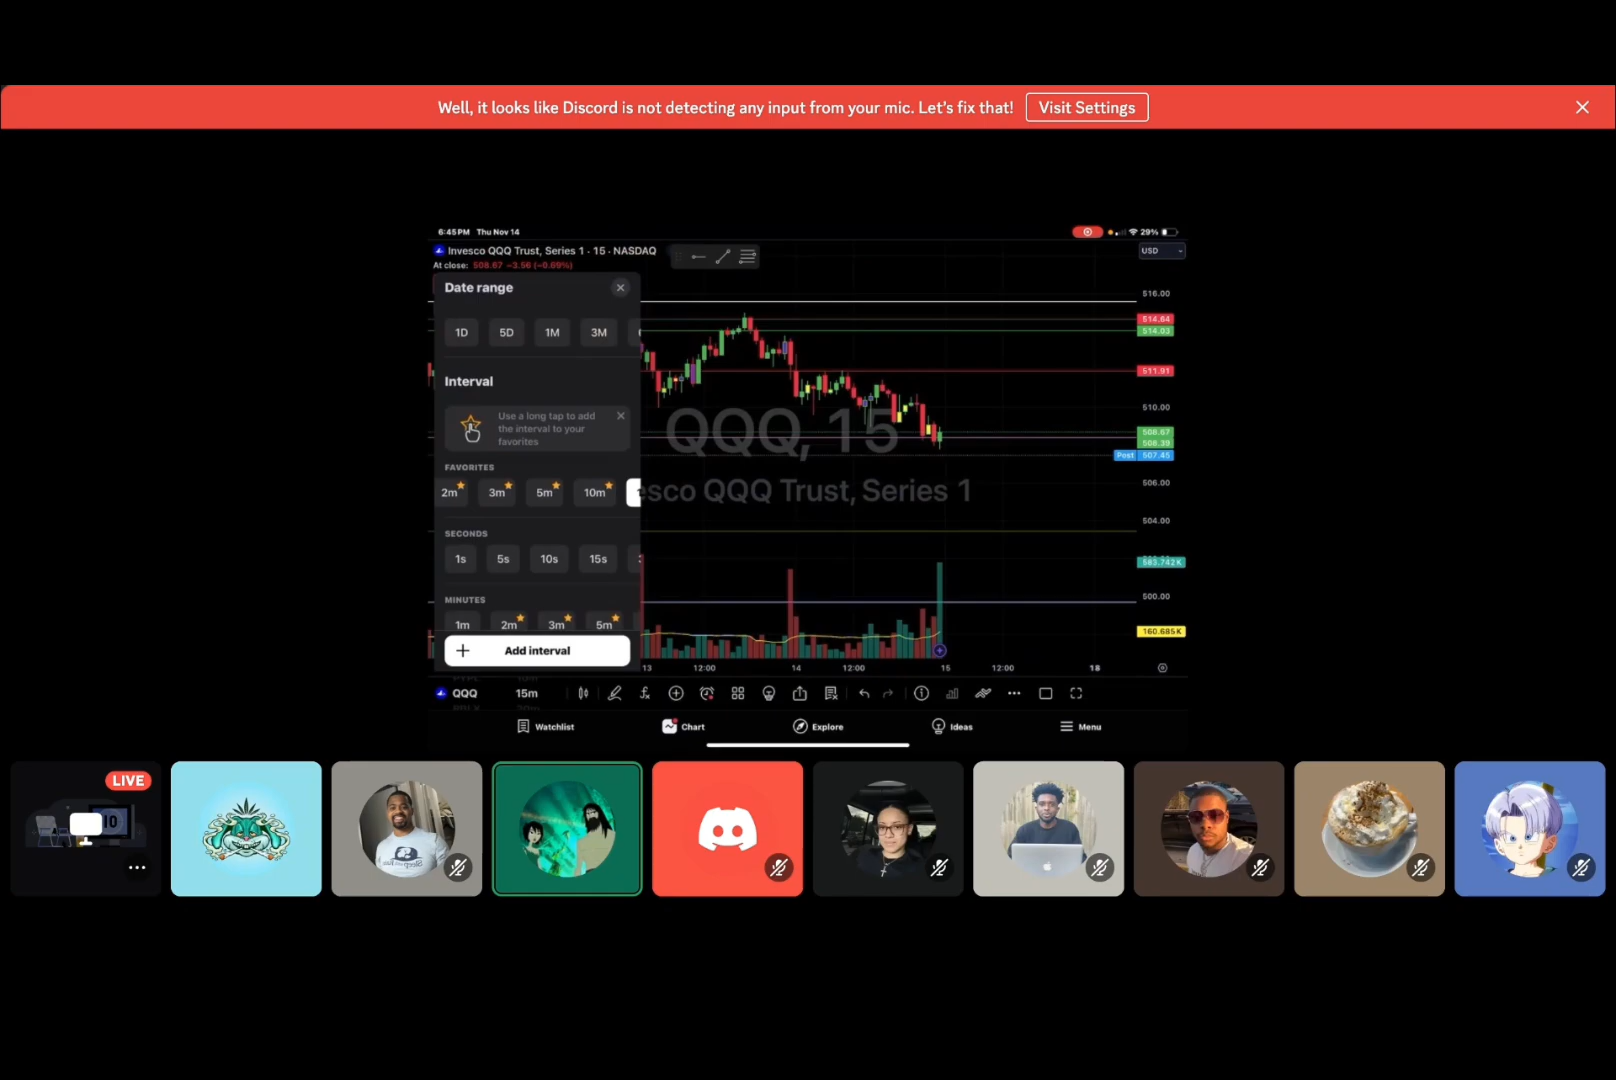 Well, it looks like Discord is not detecting any input from your mic. Let's fix that!
Visit Settings
6:45 PM Thu Nov 14
29%
Invesco QQQ Trust, Series 1 · 15 · NASDAQ
USD
At close: 508.67 −3.56 (−0.69%)
Date range
1D 5D 1M 3M
Interval
Use a long tap to add
the interval to your
favorites
FAVORITES
2m 3m 5m 10m
SECONDS
1s 5s 10s 15s
MINUTES
1m 2m 3m 5m
Add interval
QQQ, 15
esco QQQ Trust, Series 1
516.00
514.64
514.03
511.91
510.00
508.67
508.39
Post 507.45
506.00
504.00
583.742K
500.00
160.685K
13 12:00 14 12:00 15 12:00 18
QQQ 15m
Watchlist Chart Explore Ideas Menu
LIVE